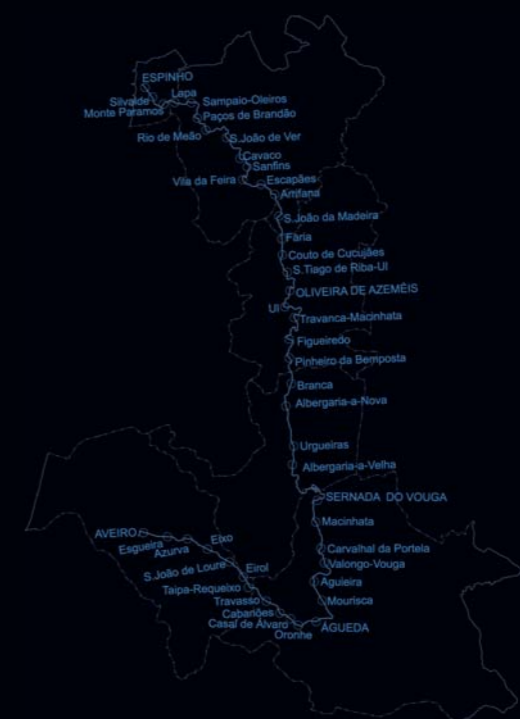 ESPINHO
Silvalde
Lapa
Monte Paramos
Sampaio-Oleiros
Paços de Brandão
Rio de Meão
S.João de Ver
Cavaco
Sanfins
Vila da Feira
Escapães
Arrifana
S.João da Madeira
Faria
Couto de Cucujães
S.Tiago de Riba-Ul
OLIVEIRA DE AZEMÉIS
Ul
Travanca-Macinhata
Figueiredo
Pinheiro da Bemposta
Branca
Albergaria-a-Nova
Urgueiras
Albergaria-a-Velha
SERNADA DO VOUGA
Macinhata
Carvalhal da Portela
Valongo-Vouga
Aguieira
Mourisca
ÁGUEDA
Oronhe
Casal de Álvaro
Cabanões
Travasso
Taipa-Requeixo
Eirol
S.João de Loure
Eixo
Azurva
Esgueira
AVEIRO